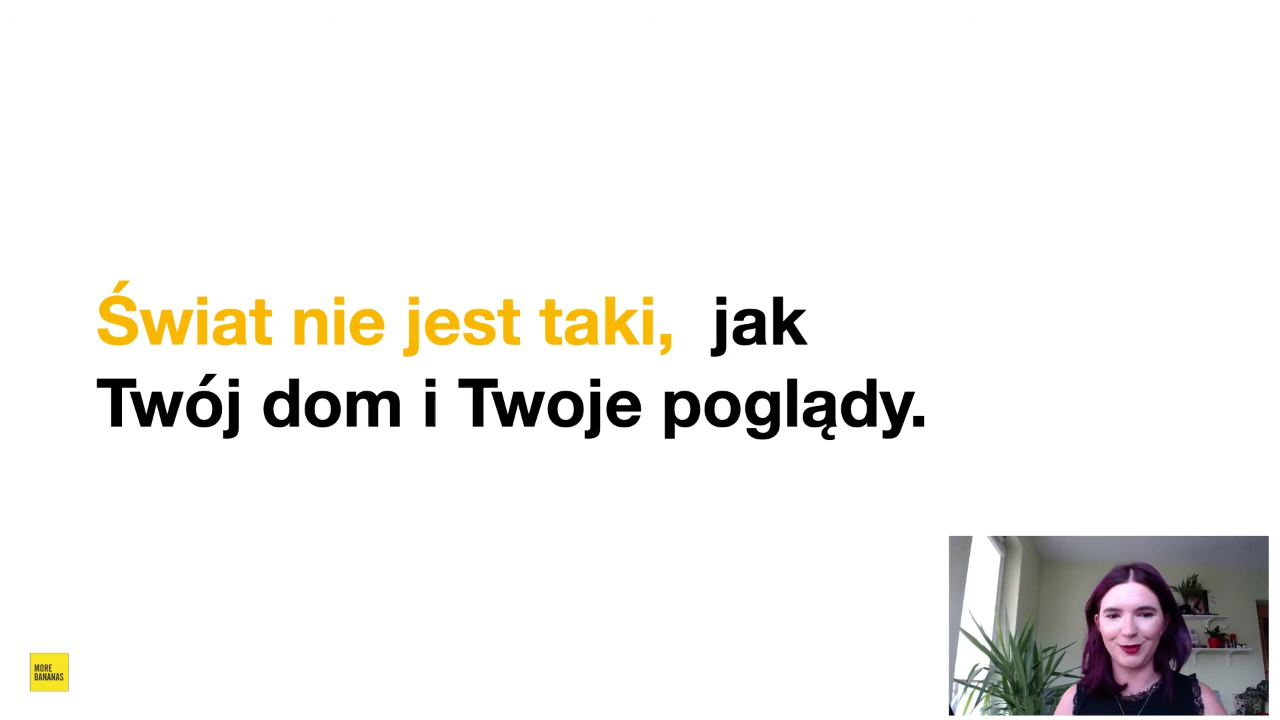 Świat nie jest taki, jak
Twój dom i Twoje poglądy.
MORE
BANANAS